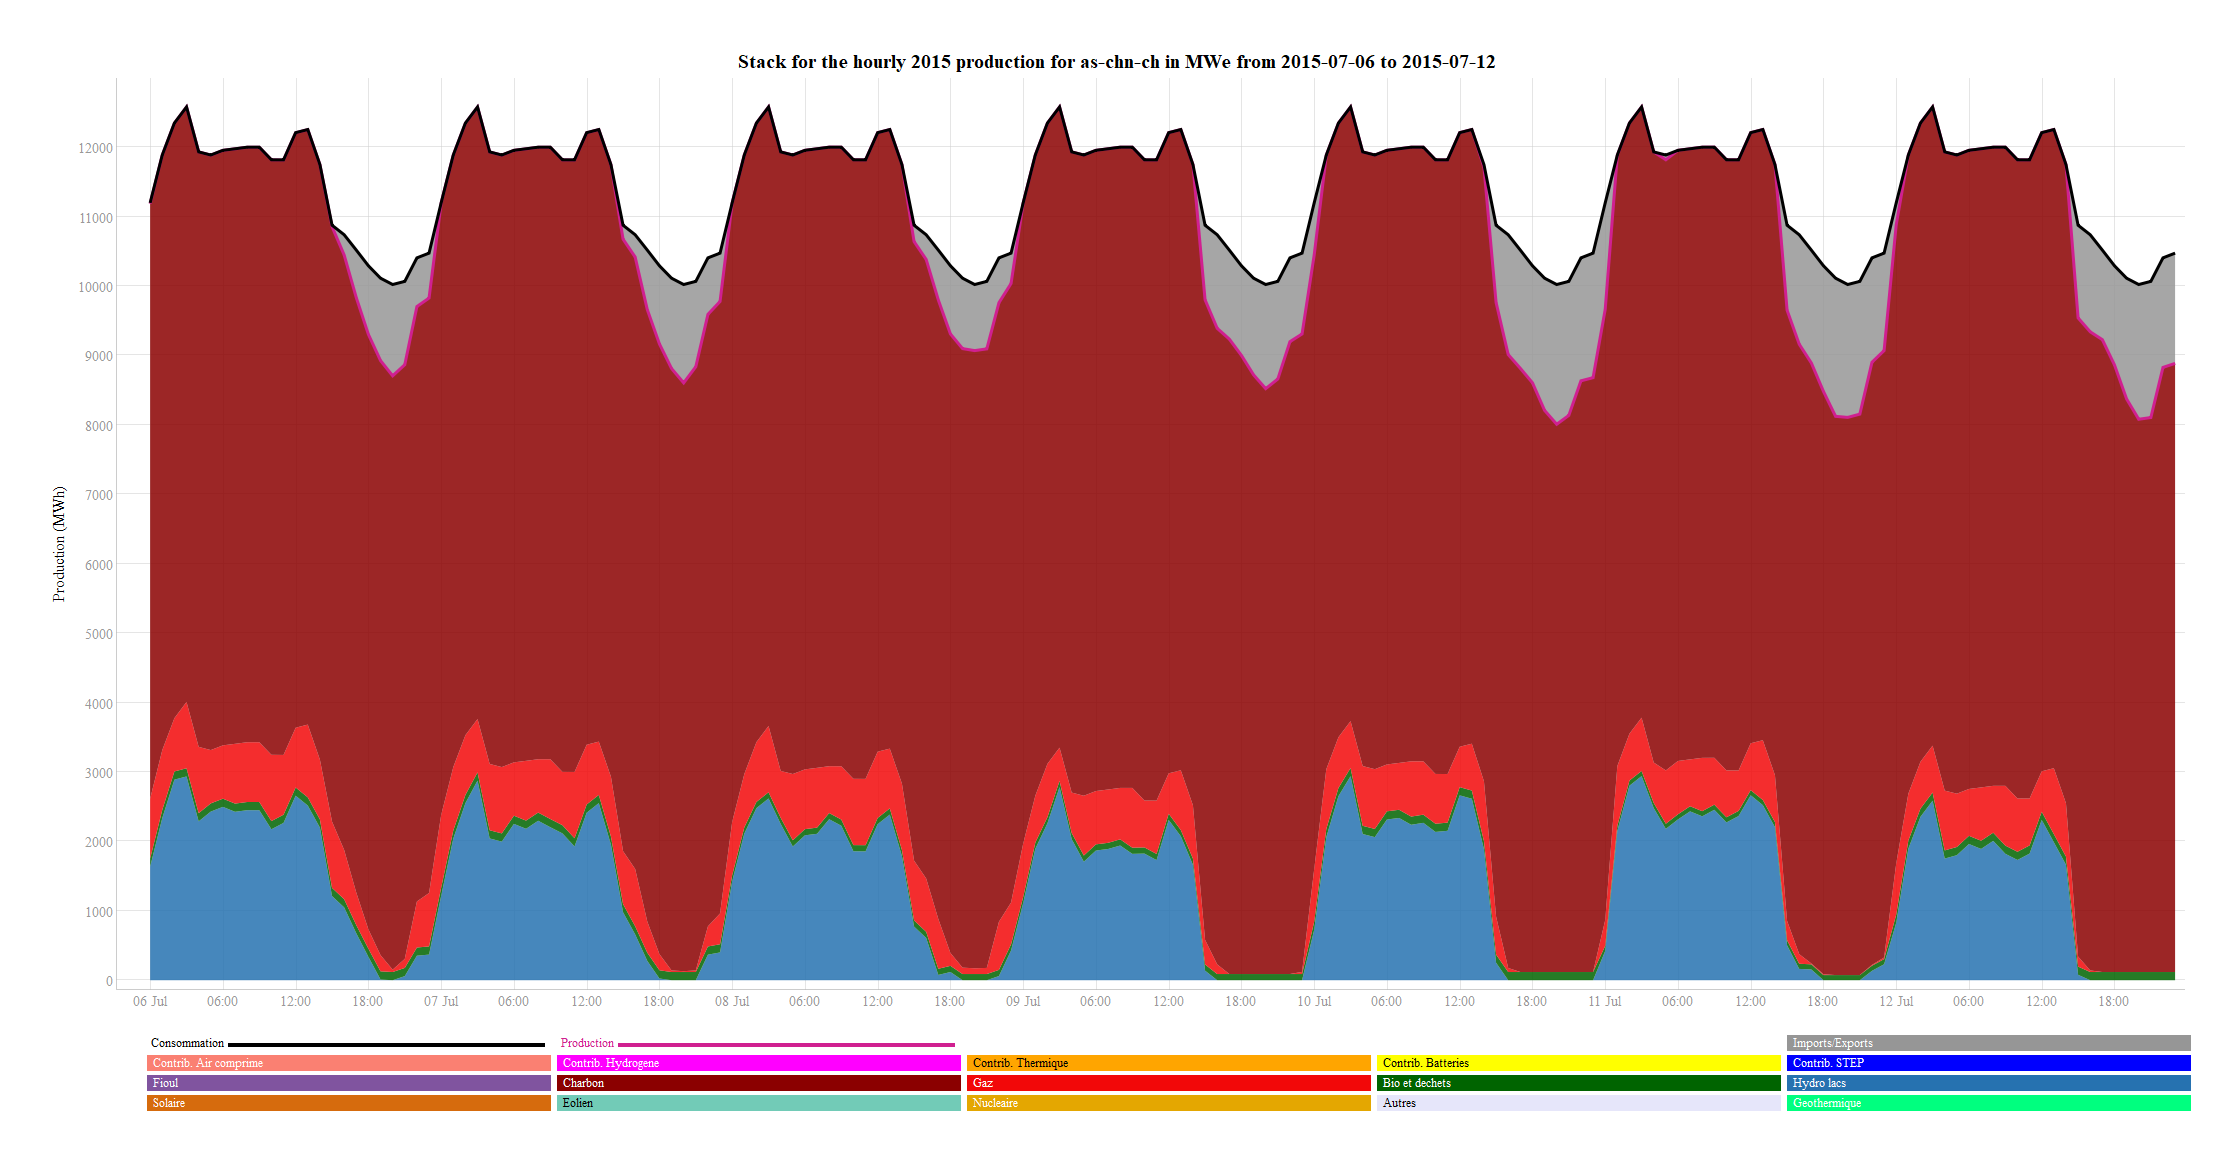 Stack for the hourly 2015 production for as-chn-ch in MWe from 2015-07-06 to 2015-07-12
12000
11000
10000
9000
8000
7000
6000
5000
4000
3000
2000
1000
0
Production (MWh)
06 Jul 06:00 12:00 18:00 07 Jul 06:00 12:00 18:00 08 Jul 06:00 12:00 18:00 09 Jul 06:00 12:00 18:00 10 Jul 06:00 12:00 18:00 11 Jul 06:00 12:00 18:00 12 Jul 06:00 12:00 18:00
Consommation Production Imports/Exports
Contrib. Air comprime Contrib. Hydrogene Contrib. Thermique Contrib. Batteries Contrib. STEP
Fioul Charbon Gaz Bio et dechets Hydro lacs
Solaire Eolien Nucleaire Autres Geothermique